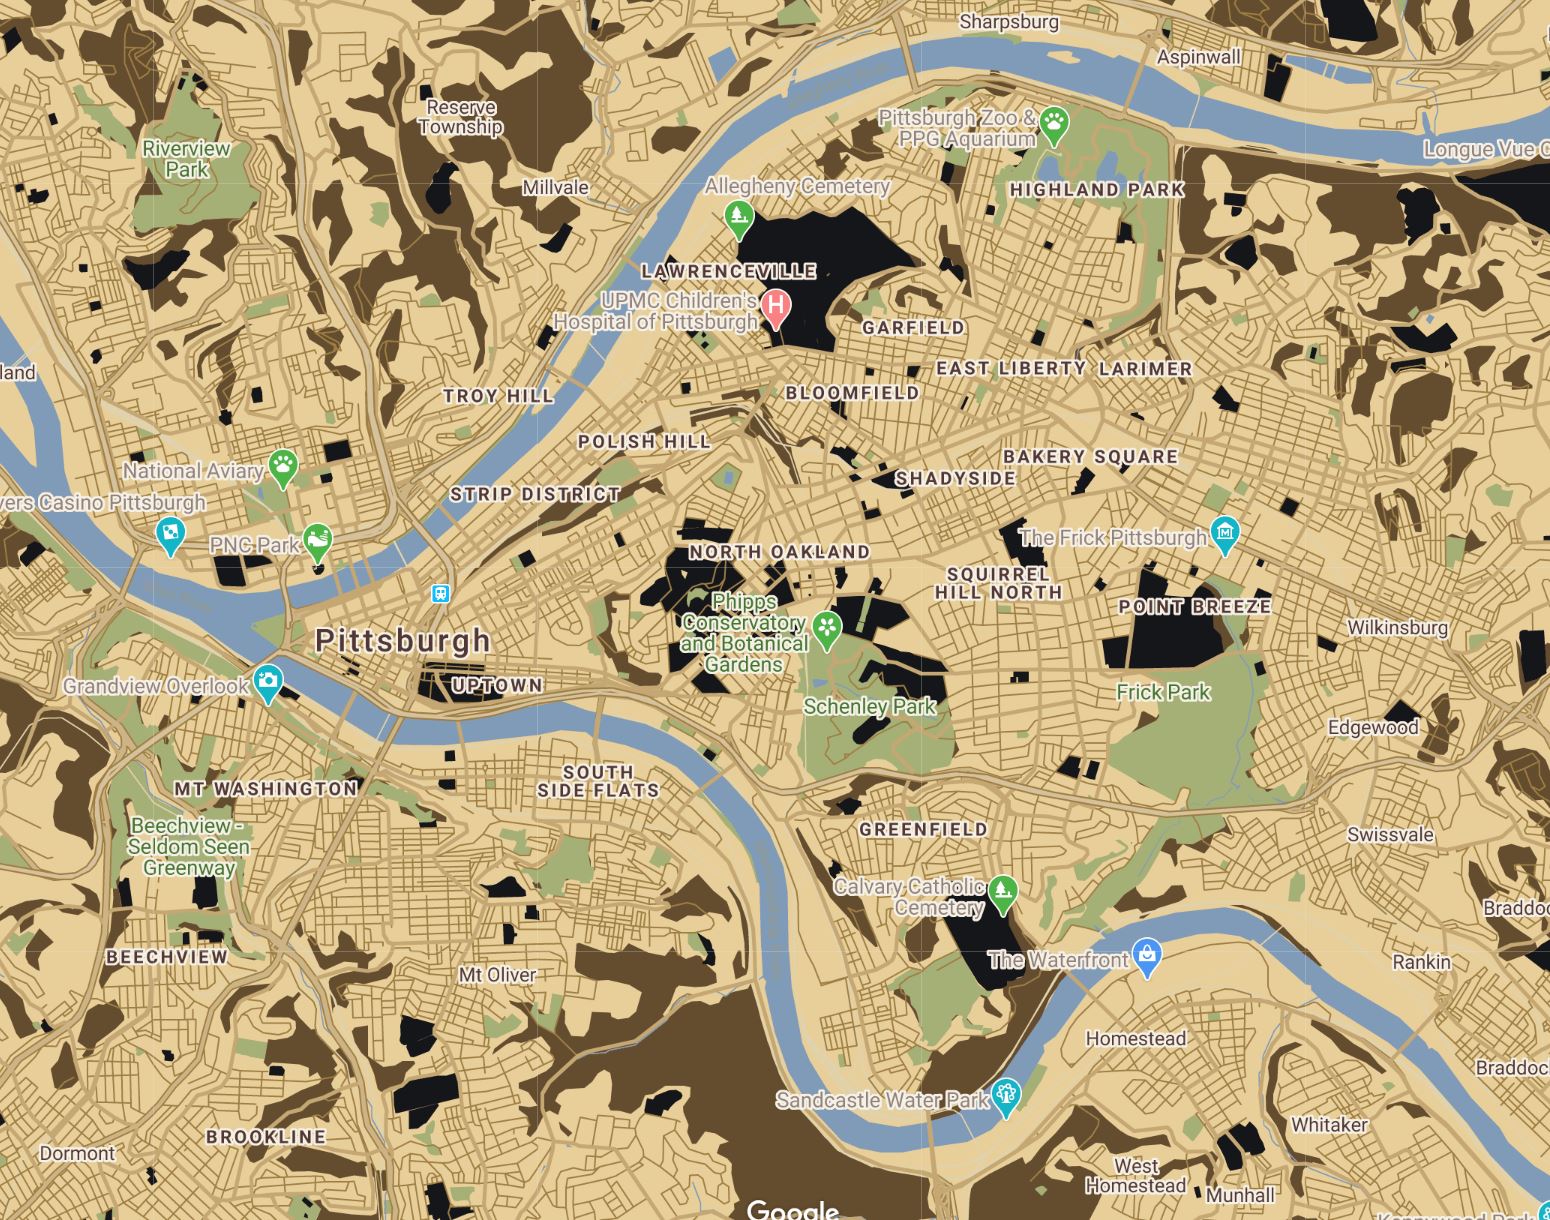 Sharpsburg
Aspinwall
Reserve
Township
Pittsburgh Zoo &
PPG Aquarium
Riverview
Park
Longue Vue C
Millvale
Allegheny Cemetery
HIGHLAND PARK
LAWRENCEVILLE
UPMC Children's
Hospital of Pittsburgh
GARFIELD
land
EAST LIBERTY
LARIMER
TROY HILL
BLOOMFIELD
POLISH HILL
BAKERY SQUARE
National Aviary
SHADYSIDE
STRIP DISTRICT
vers Casino Pittsburgh
PNC Park
The Frick Pittsburgh
NORTH OAKLAND
SQUIRREL
HILL NORTH
Phipps
Conservatory
and Botanical
Gardens
POINT BREEZE
Wilkinsburg
Pittsburgh
Grandview Overlook
UPTOWN
Frick Park
Schenley Park
Edgewood
SOUTH
SIDE FLATS
MT WASHINGTON
Beechview -
Seldom Seen
Greenway
GREENFIELD
Swissvale
Calvary Catholic
Cemetery
Braddoc
BEECHVIEW
Mt Oliver
The Waterfront
Rankin
Homestead
Braddock
Sandcastle Water Park
Whitaker
BROOKLINE
Dormont
West
Homestead
Munhall
Google
Kennywood Park